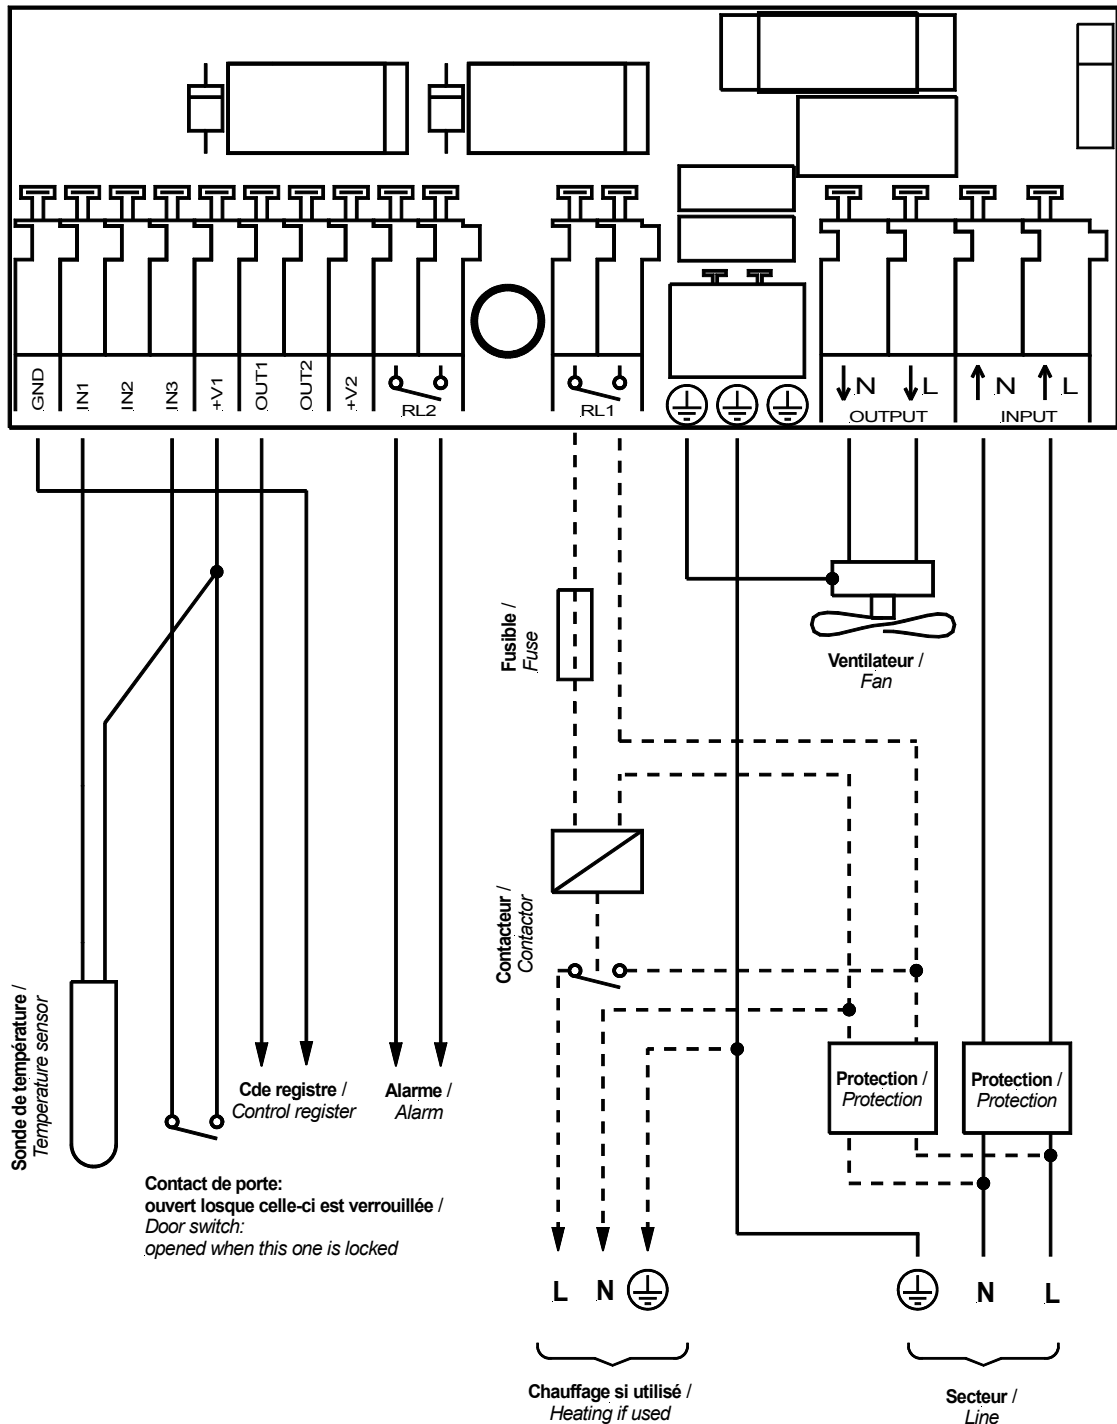 GND IN1 IN2 IN3 +V1 OUT1 OUT2 +V2 RL2 RL1 N L N L
OUTPUT INPUT
Fusible /
Fuse
Ventilateur /
Fan
Contacteur /
Contactor
Sonde de température /
Temperature sensor
Cde registre /
Control register
Alarme /
Alarm
Protection /
Protection
Protection /
Protection
Contact de porte:
ouvert losque celle-ci est verrouillée /
Door switch:
opened when this one is locked
L N N L
Chauffage si utilisé /
Heating if used
Secteur /
Line